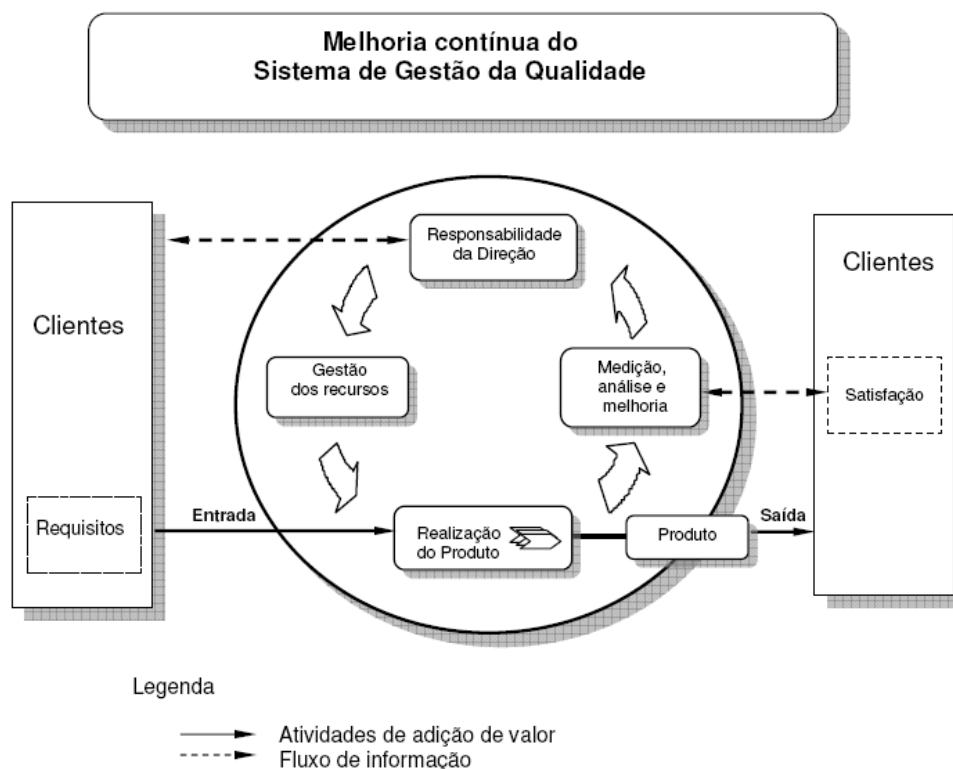 Melhoria contínua do
Sistema de Gestão da Qualidade
Clientes
Requisitos
Entrada
Responsabilidade
da Direção
Gestão
dos recursos
Medição,
análise e
melhoria
Realização
do Produto
Produto
Saída
Clientes
Satisfação
Legenda
Atividades de adição de valor
Fluxo de informação